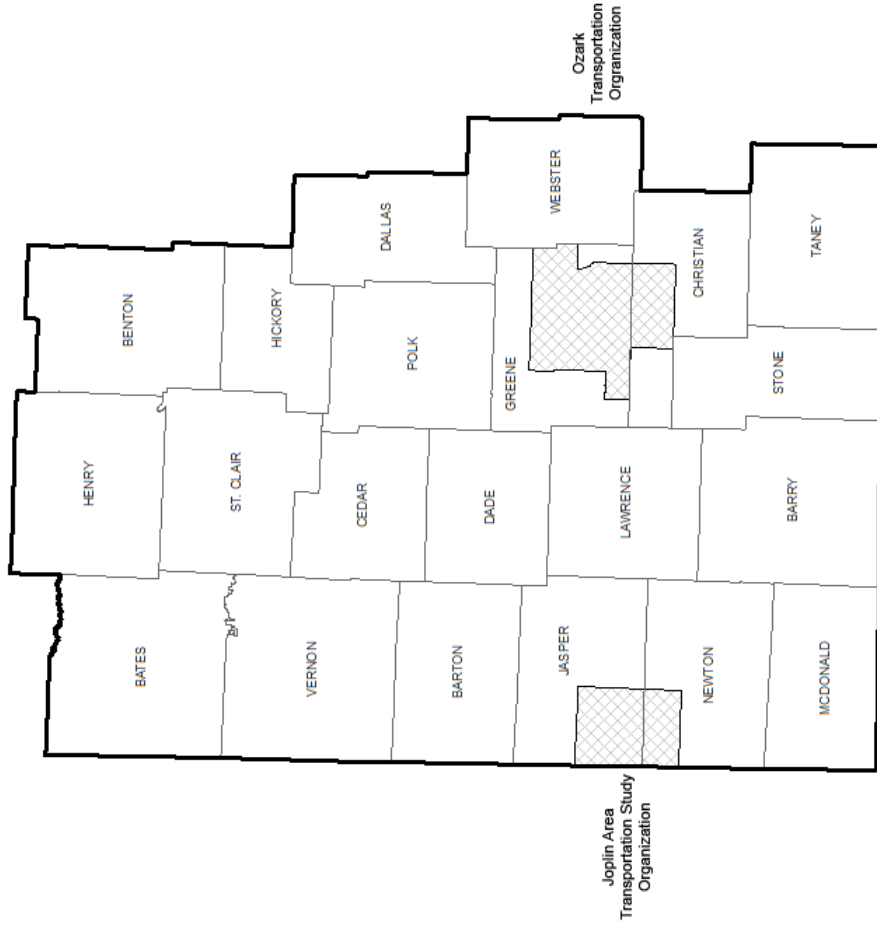 HENRY
BENTON
BATES
ST. CLAIR
HICKORY
VERNON
CEDAR
DALLAS
POLK
BARTON
DADE
GREENE
WEBSTER
Ozark
Transportation
Orgranization
JASPER
LAWRENCE
Joplin Area
Transportation Study
Organization
NEWTON
CHRISTIAN
STONE
BARRY
TANEY
MCDONALD